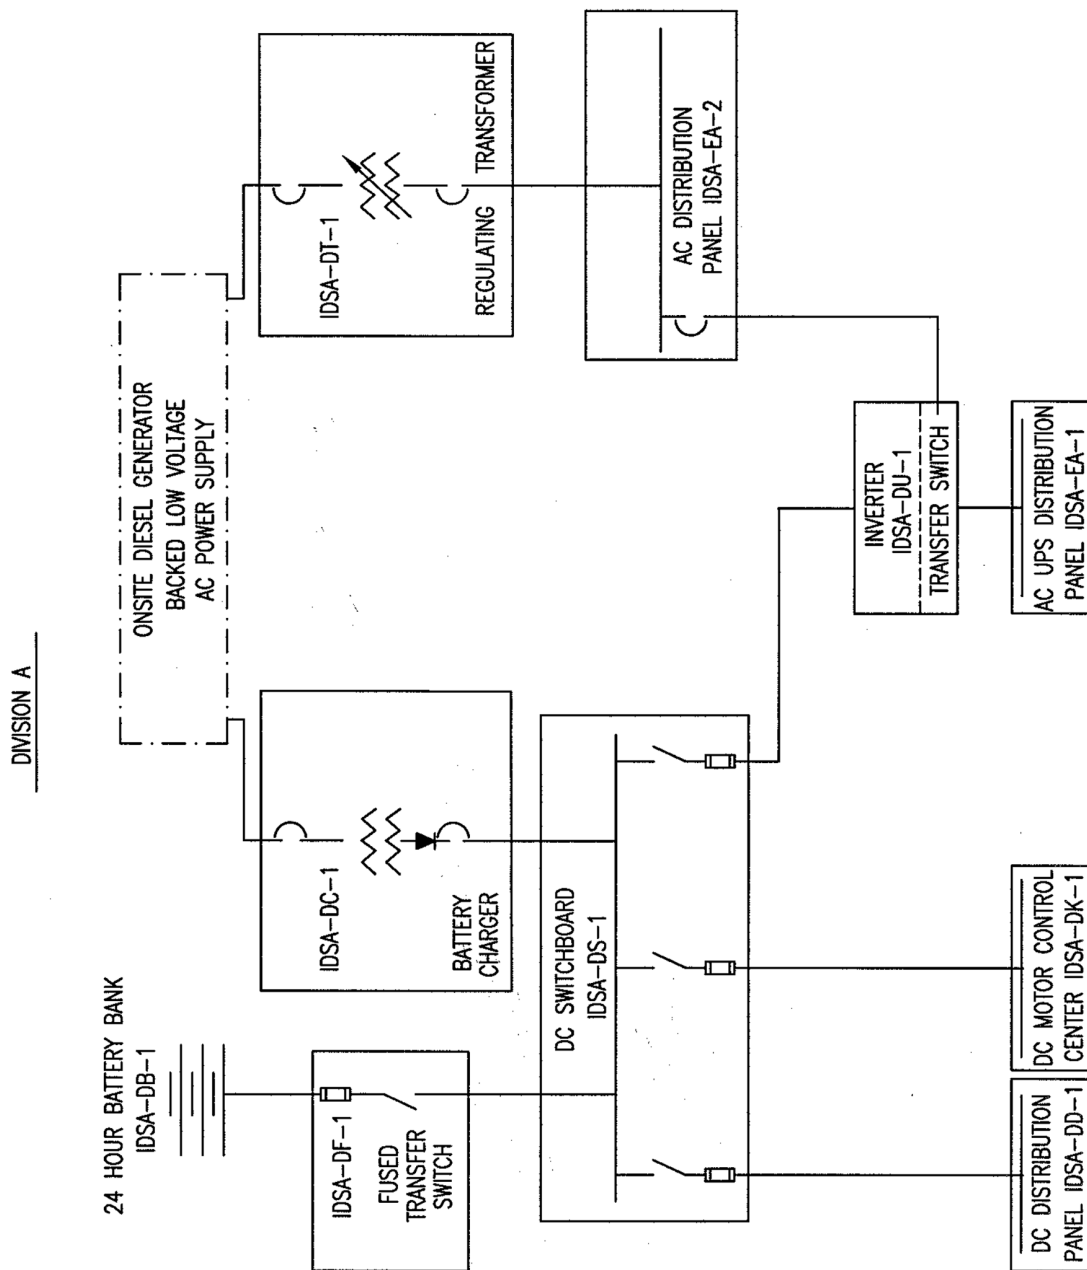 DIVISION A
24 HOUR BATTERY BANK
IDSA-DB-1
ONSITE DIESEL GENERATOR
BACKED LOW VOLTAGE
AC POWER SUPPLY
IDSA-DF-1
FUSED
TRANSFER
SWITCH
IDSA-DC-1
BATTERY
CHARGER
IDSA-DT-1
REGULATING TRANSFORMER
DC SWITCHBOARD
IDSA-DS-1
AC DISTRIBUTION
PANEL IDSA-EA-2
INVERTER
IDSA-DU-1
TRANSFER SWITCH
DC DISTRIBUTION
PANEL IDSA-DD-1
DC MOTOR CONTROL
CENTER IDSA-DK-1
AC UPS DISTRIBUTION
PANEL IDSA-EA-1